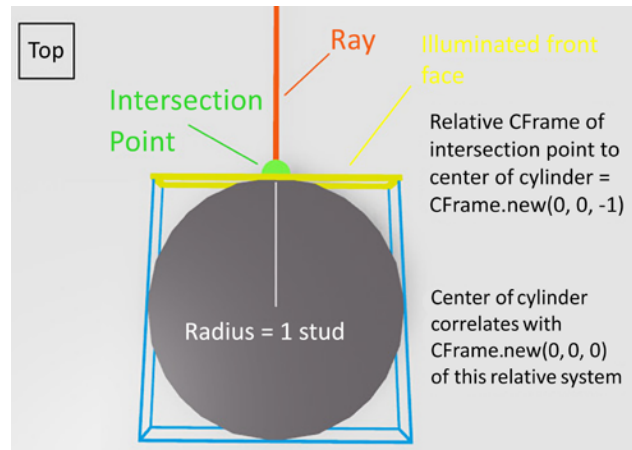 Top
Ray
Illuminated front
face
Intersection
Point
Relative CFrame of
intersection point to
center of cylinder =
CFrame.new(0, 0, -1)
Radius = 1 stud
Center of cylinder
correlates with
CFrame.new(0, 0, 0)
of this relative system